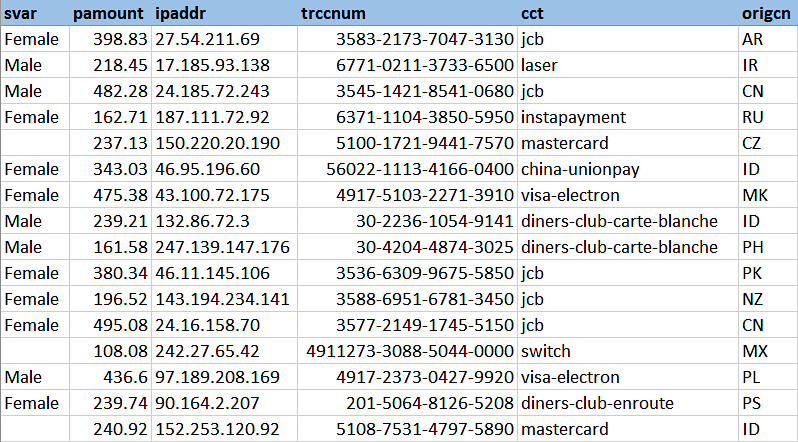 svar pamount ipaddr trccnum cct origcn
Female 398.83 27.54.211.69 3583-2173-7047-3130 jcb AR
Male 218.45 17.185.93.138 6771-0211-3733-6500 laser IR
Male 482.28 24.185.72.243 3545-1421-8541-0680 jcb CN
Female 162.71 187.111.72.92 6371-1104-3850-5950 instapayment RU
237.13 150.220.20.190 5100-1721-9441-7570 mastercard CZ
Female 343.03 46.95.196.60 56022-1113-4166-0400 china-unionpay ID
Female 475.38 43.100.72.175 4917-5103-2271-3910 visa-electron MK
Male 239.21 132.86.72.3 30-2236-1054-9141 diners-club-carte-blanche ID
Male 161.58 247.139.147.176 30-4204-4874-3025 diners-club-carte-blanche PH
Female 380.34 46.11.145.106 3536-6309-9675-5850 jcb PK
Female 196.52 143.194.234.141 3588-6951-6781-3450 jcb NZ
Female 495.08 24.16.158.70 3577-2149-1745-5150 jcb CN
108.08 242.27.65.42 4911273-3088-5044-0000 switch MX
Male 436.6 97.189.208.169 4917-2373-0427-9920 visa-electron PL
Female 239.74 90.164.2.207 201-5064-8126-5208 diners-club-enroute PS
240.92 152.253.120.92 5108-7531-4797-5890 mastercard ID